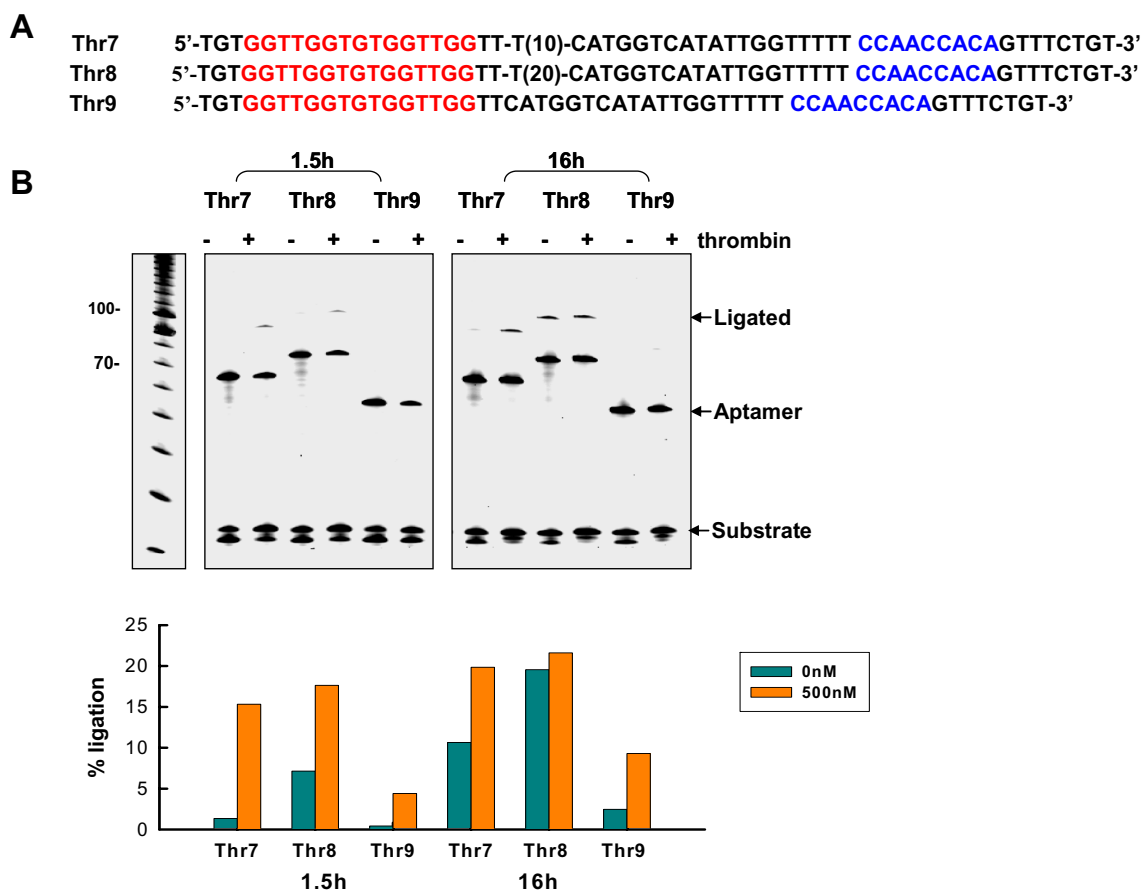 A
Thr7 5'-TGTGGTTGGTGTGGTTGGTT-T(10)-CATGGTCATATTGGTTTTT CCAACCACAGTTTCTGT-3'
Thr8 5'-TGTGGTTGGTGTGGTTGGTT-T(20)-CATGGTCATATTGGTTTTT CCAACCACAGTTTCTGT-3'
Thr9 5'-TGTGGTTGGTGTGGTTGGTTCATGGTCATATTGGTTTTT CCAACCACAGTTTCTGT-3'
B
1.5h 16h
Thr7 Thr8 Thr9 Thr7 Thr8 Thr9
- + - + - + - + - + - + thrombin
100-
Ligated
70-
Aptamer
Substrate
25
20
15
10
5
0
% ligation
0nM
500nM
Thr7 Thr8 Thr9 Thr7 Thr8 Thr9
1.5h 16h